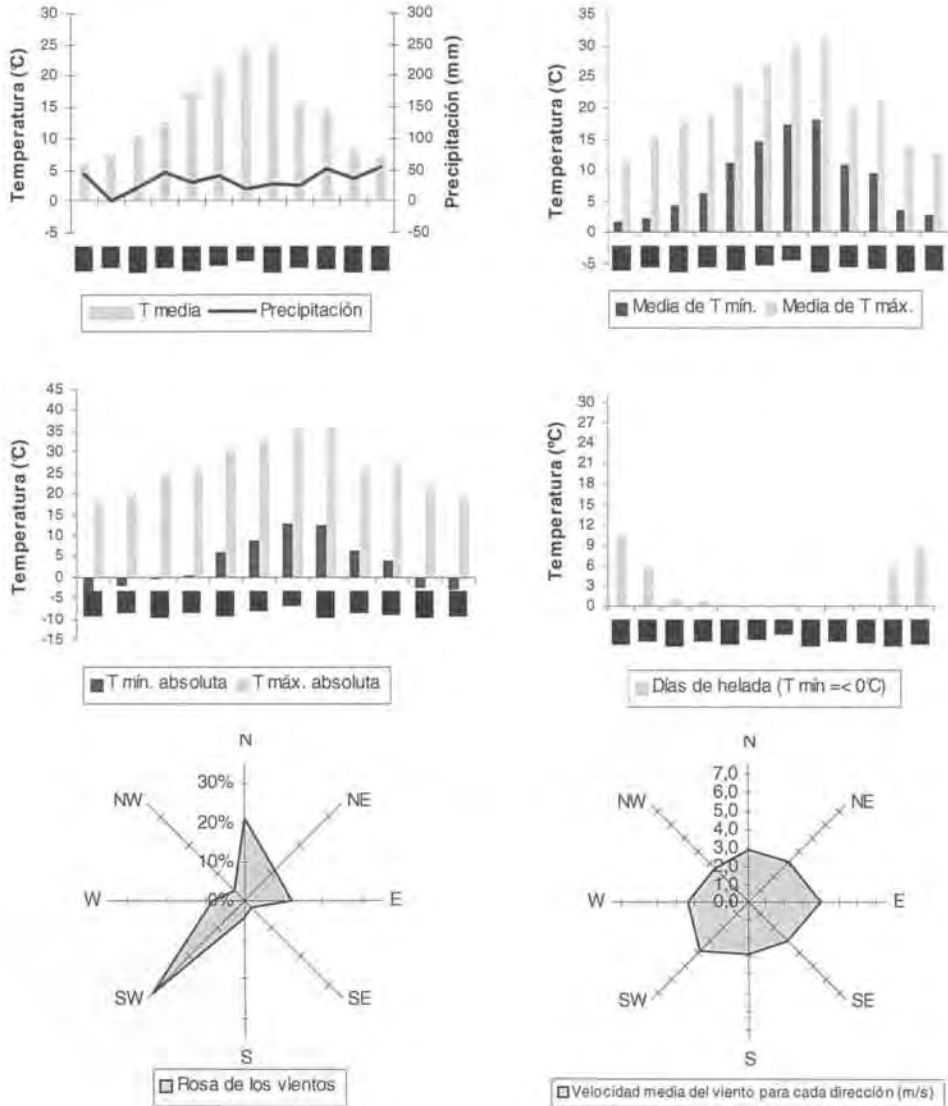 30
25
20
15
10
5
0
-5
Temperatura (°C)
300
250
200
150
100
50
0
-50
Precipitación (mm)
T media Precipitación
35
30
25
20
15
10
5
0
-5
Temperatura (°C)
Media de T mín. Media de T máx.
45
40
35
30
25
20
15
10
5
0
-5
-10
-15
Temperatura (°C)
T mín. absoluta T máx. absoluta
30
27
24
21
18
15
12
9
6
3
0
Temperatura (ºC)
Días de helada (T mín =< 0°C)
N
NW
NE
30%
20%
10%
0%
W
E
SW
SE
S
Rosa de los vientos
N
NW
NE
7,0
6,0
5,0
4,0
3,0
2,0
1,0
0,0
W
E
SW
SE
S
Velocidad media del viento para cada dirección (m/s)